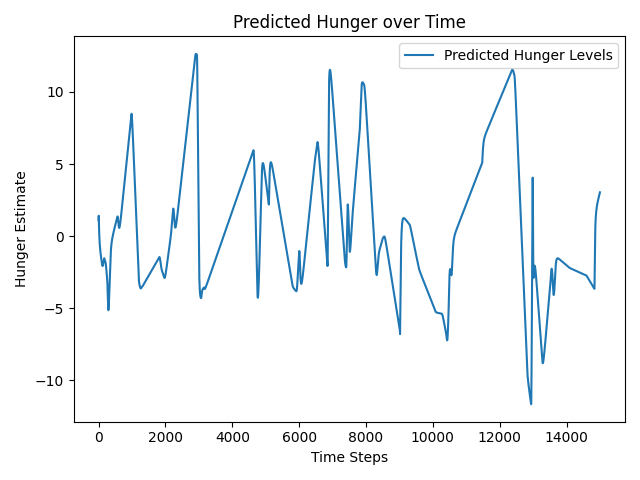 Predicted Hunger over Time
Predicted Hunger Levels
Hunger Estimate
10
5
0
−5
−10
0 2000 4000 6000 8000 10000 12000 14000
Time Steps